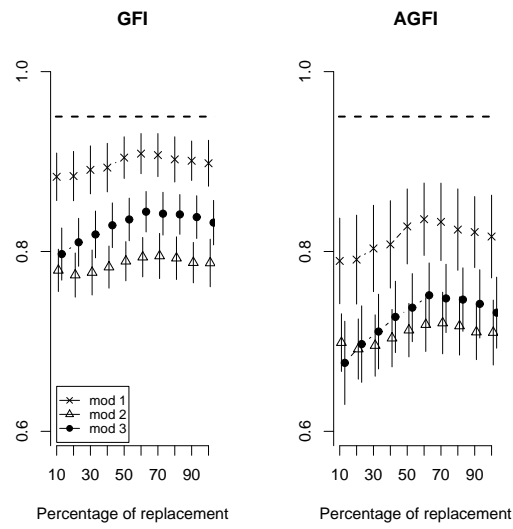 GFI
AGFI
1.0
0.8
0.6
mod 1
mod 2
mod 3
10 30 50 70 90
Percentage of replacement
1.0
0.8
0.6
10 30 50 70 90
Percentage of replacement